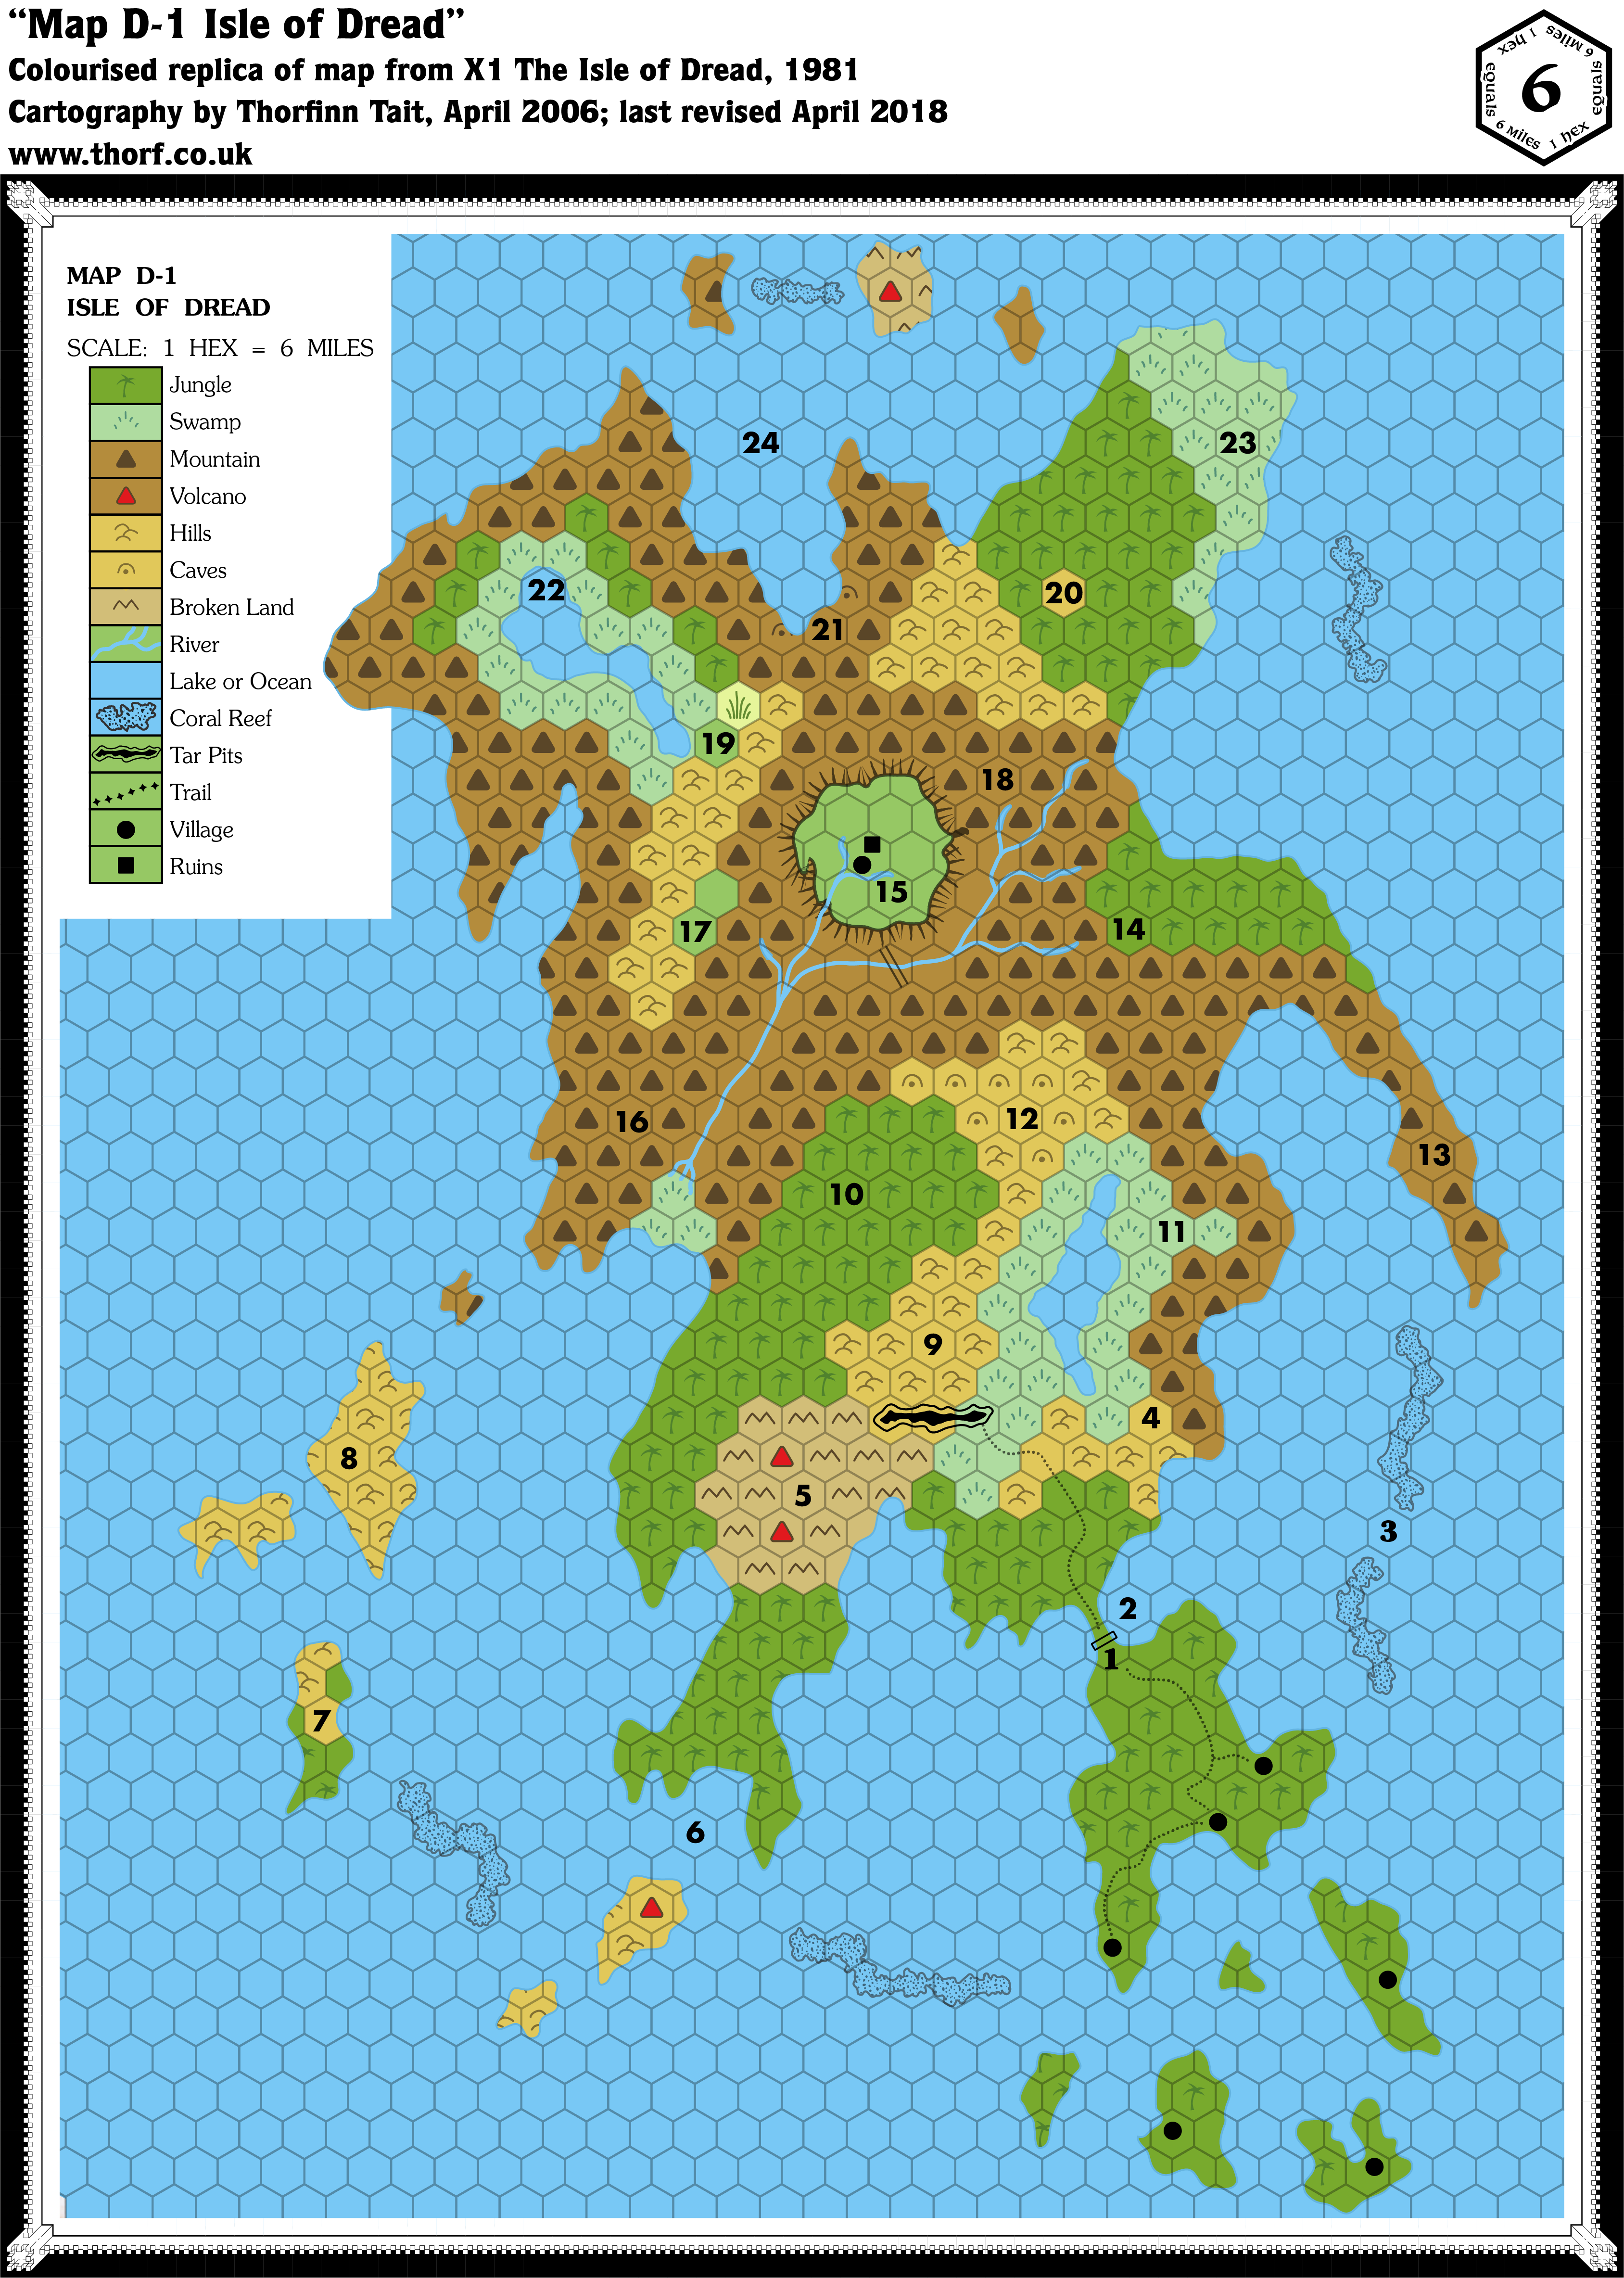 “Map D-1 Isle of Dread”
Colourised replica of map from X1 The Isle of Dread, 1981
Cartography by Thorfinn Tait, April 2006; last revised April 2018
www.thorf.co.uk
1 hex equals 6 Miles
6
1 hex equals 6 Miles
MAP D-1
ISLE OF DREAD
SCALE: 1 HEX = 6 MILES
Jungle
Swamp
Mountain
Volcano
Hills
Caves
Broken Land
River
Lake or Ocean
Coral Reef
Tar Pits
Trail
Village
Ruins
24
23
22
20
21
19
18
15
17
14
16
12
13
10
11
9
4
8
5
3
2
1
7
6